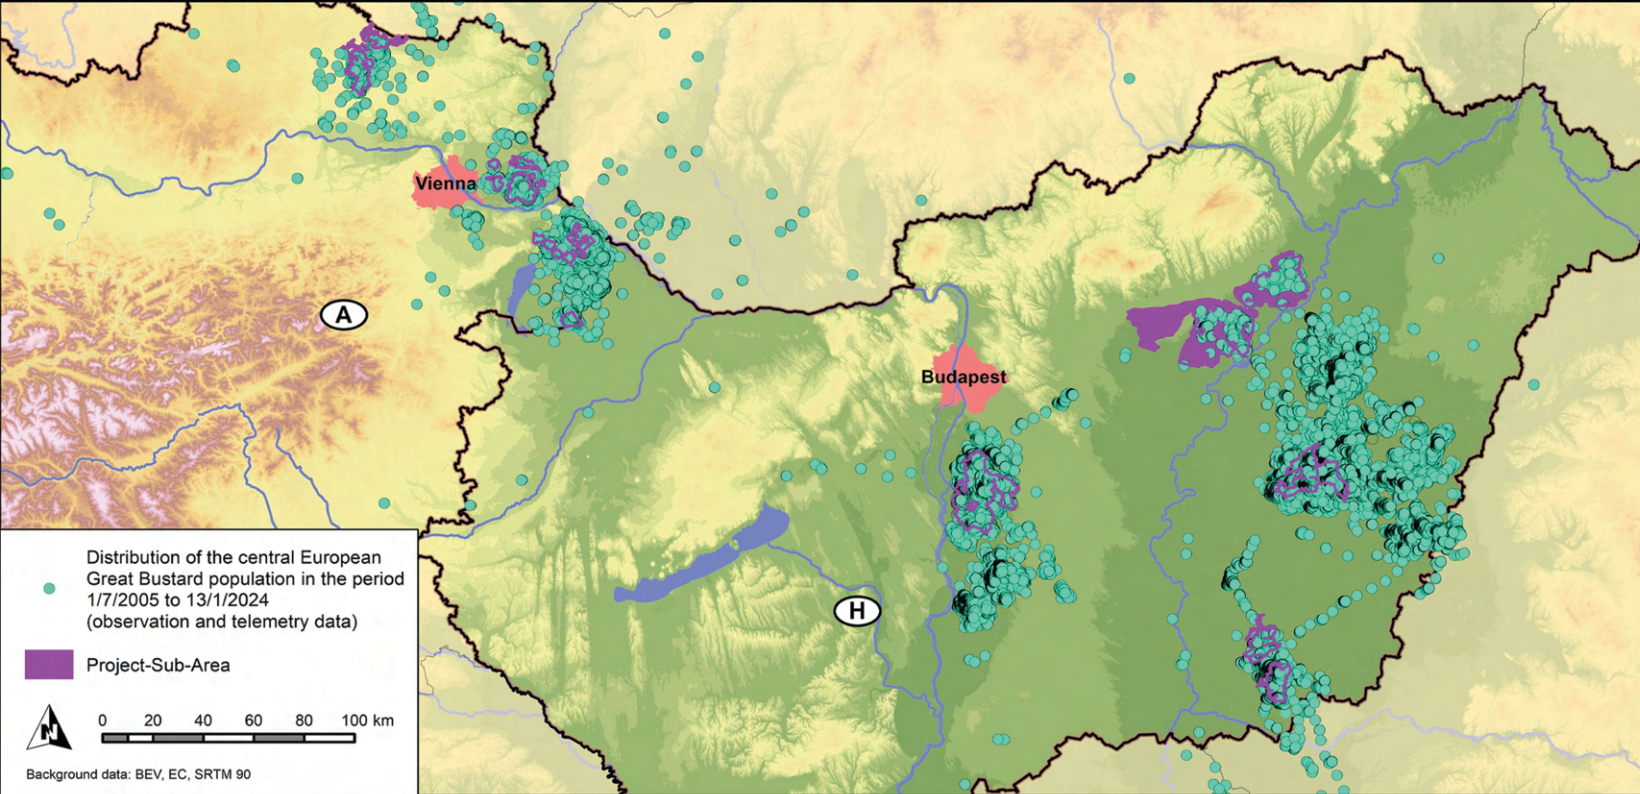 Vienna
A
Budapest
H
Distribution of the central European
Great Bustard population in the period
1/7/2005 to 13/1/2024
(observation and telemetry data)
Project-Sub-Area
N
0 20 40 60 80 100 km
Background data: BEV, EC, SRTM 90